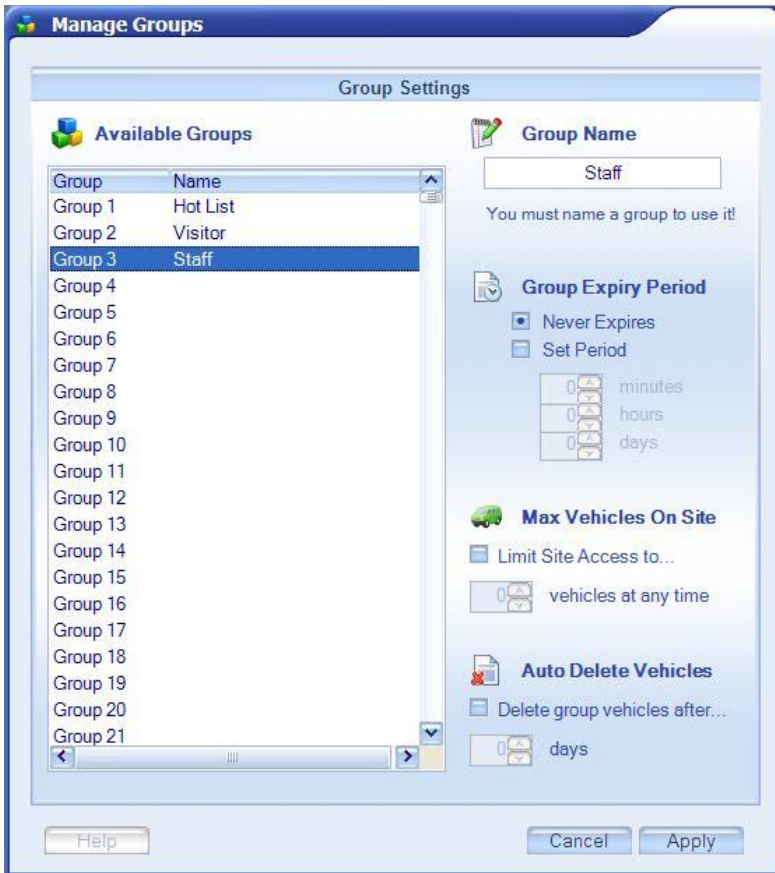 Manage Groups
Group Settings
Available Groups
Group Name
Group Name
Group 1 Hot List
Group 2 Visitor
Group 3 Staff
Group 4
Group 5
Group 6
Group 7
Group 8
Group 9
Group 10
Group 11
Group 12
Group 13
Group 14
Group 15
Group 16
Group 17
Group 18
Group 19
Group 20
Group 21
Staff
You must name a group to use it!
Group Expiry Period
Never Expires
Set Period
0 minutes
0 hours
0 days
Max Vehicles On Site
Limit Site Access to...
0 vehicles at any time
Auto Delete Vehicles
Delete group vehicles after...
0 days
Help
Cancel
Apply